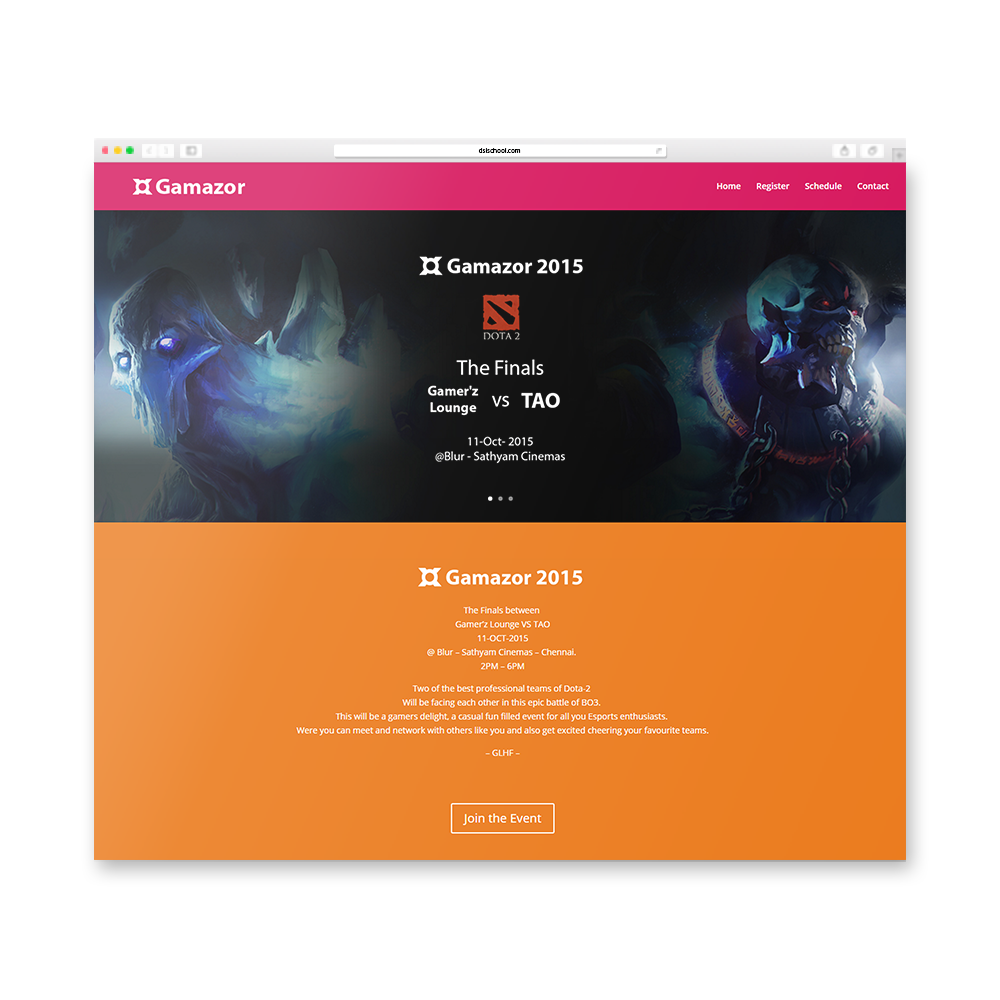 dsischool.com
Gamazor
Home Register Schedule Contact
Gamazor 2015
DOTA 2
The Finals
Gamer'z Lounge VS TAO
11-Oct- 2015
@Blur - Sathyam Cinemas
Gamazor 2015
The Finals between
Gamer'z Lounge VS TAO
11-OCT-2015
@ Blur – Sathyam Cinemas – Chennai.
2PM – 6PM
Two of the best professional teams of Dota-2
Will be facing each other in this epic battle of BO3.
This will be a gamers delight, a casual fun filled event for all you Esports enthusiasts.
Were you can meet and network with others like you and also get excited cheering your favourite teams.
– GLHF –
Join the Event